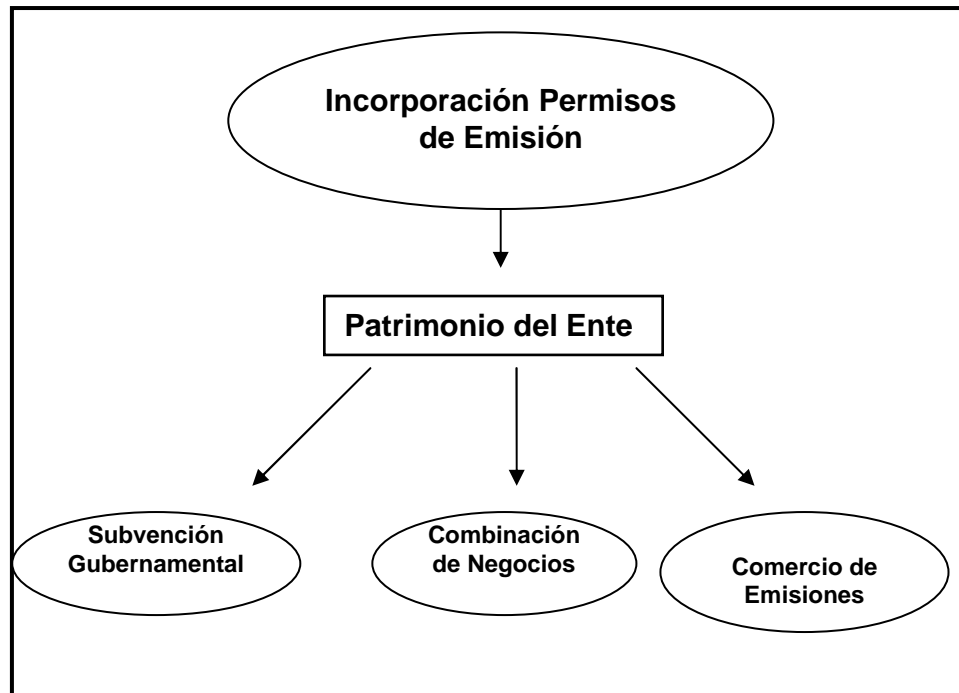 Incorporación Permisos
de Emisión
Patrimonio del Ente
Subvención
Gubernamental
Combinación
de Negocios
Comercio de
Emisiones